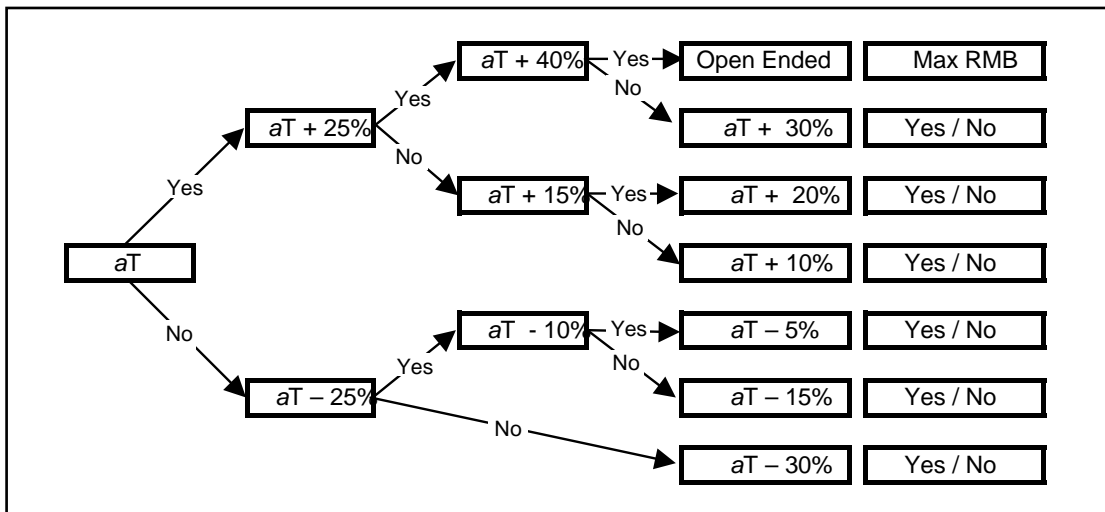 aT + 40% Yes Open Ended Max RMB
Yes No
aT + 25% aT + 30% Yes / No
No
Yes aT + 15% Yes aT + 20% Yes / No
No
aT aT + 10% Yes / No
No aT - 10% Yes aT – 5% Yes / No
Yes No
aT – 25% aT – 15% Yes / No
No
aT – 30% Yes / No